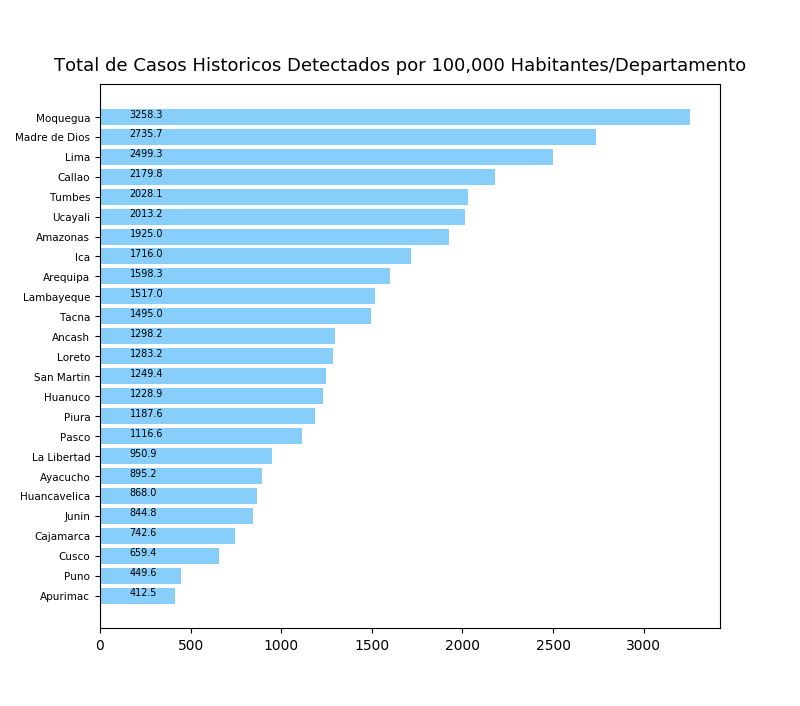 Total de Casos Historicos Detectados por 100,000 Habitantes/Departamento
Moquegua 3258.3
Madre de Dios 2735.7
Lima 2499.3
Callao 2179.8
Tumbes 2028.1
Ucayali 2013.2
Amazonas 1925.0
Ica 1716.0
Arequipa 1598.3
Lambayeque 1517.0
Tacna 1495.0
Ancash 1298.2
Loreto 1283.2
San Martin 1249.4
Huanuco 1228.9
Piura 1187.6
Pasco 1116.6
La Libertad 950.9
Ayacucho 895.2
Huancavelica 868.0
Junin 844.8
Cajamarca 742.6
Cusco 659.4
Puno 449.6
Apurimac 412.5
0 500 1000 1500 2000 2500 3000